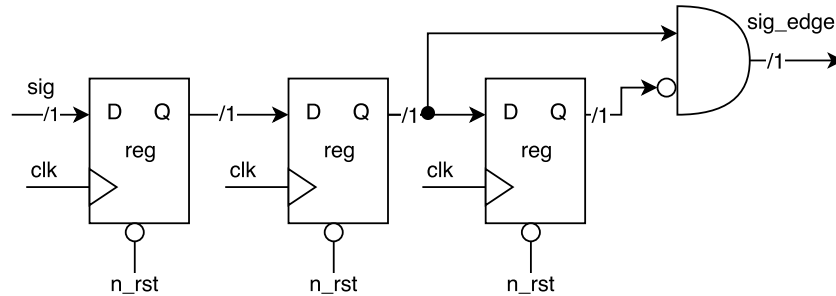 sig_edge
/1
sig
/1
D Q
/1
D Q
/1
D Q
/1
reg
reg
reg
clk
clk
clk
n_rst
n_rst
n_rst